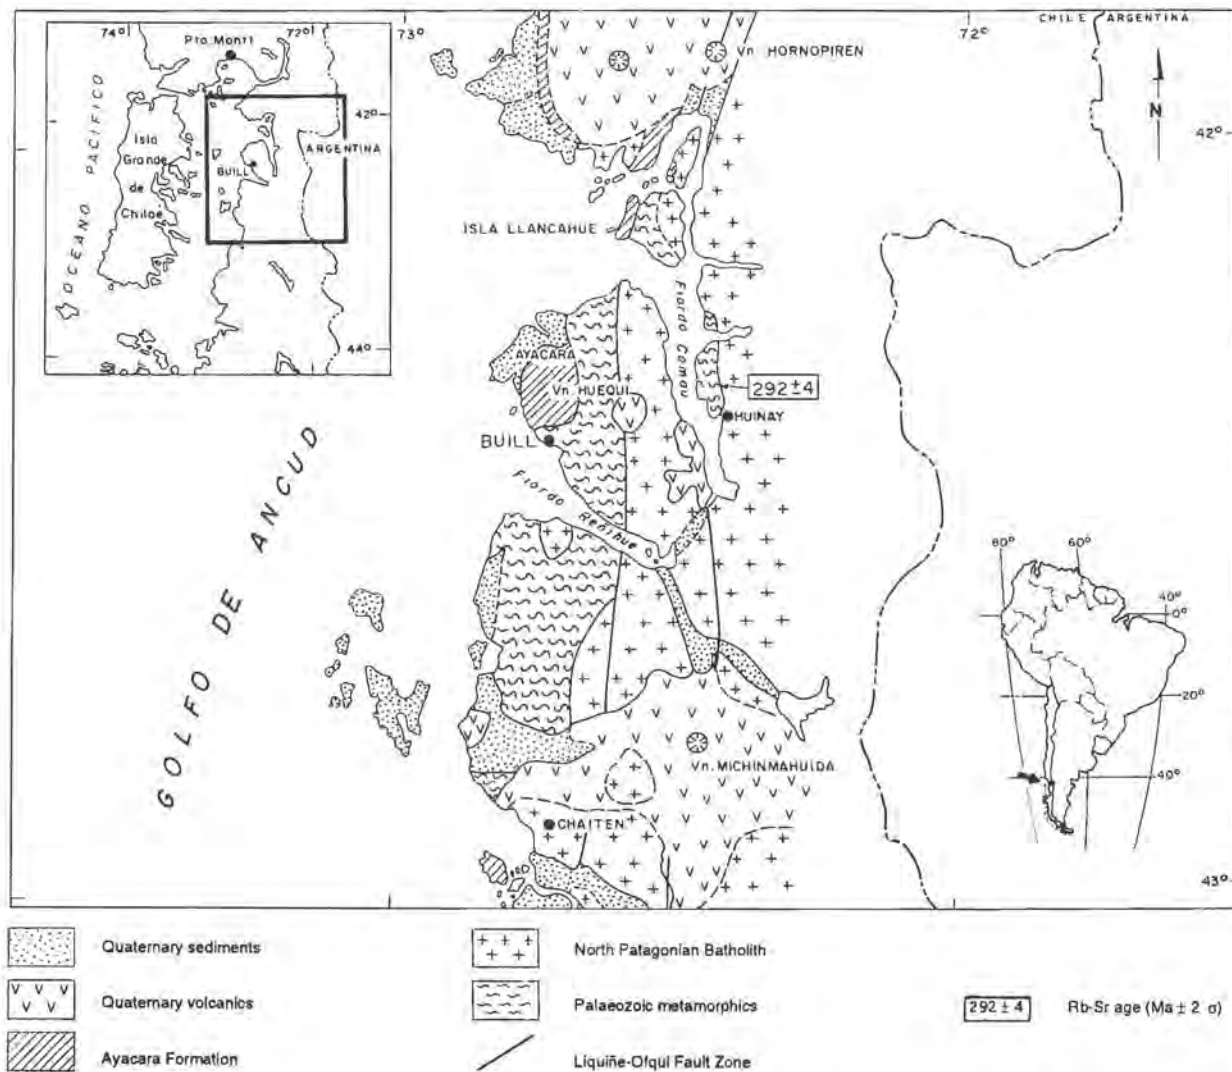 74°
72°
Pto. Montt
42°
OCEANO PACIFICO
Isla
Grande
de
Chiloé
BUILL
ARGENTINA
44°
73°
72°
CHILE ARGENTINA
N
42°
Vn. HORNOPIREN
ISLA LLANCAHUE
Fiordo Comau
AYACARA
Vn. HUEQUI
292±4
HUINAY
BUILL
Fiordo Reñihue
GOLFO DE ANCUD
Vn. MICHINMAHUIDA
CHAITEN
80°
60°
40°
0°
20°
40°
43°
Quaternary sediments
Quaternary volcanics
Ayacara Formation
North Patagonian Batholith
Palaeozoic metamorphics
Liquiñe-Ofqui Fault Zone
292 ± 4
Rb-Sr age (Ma ± 2 σ)